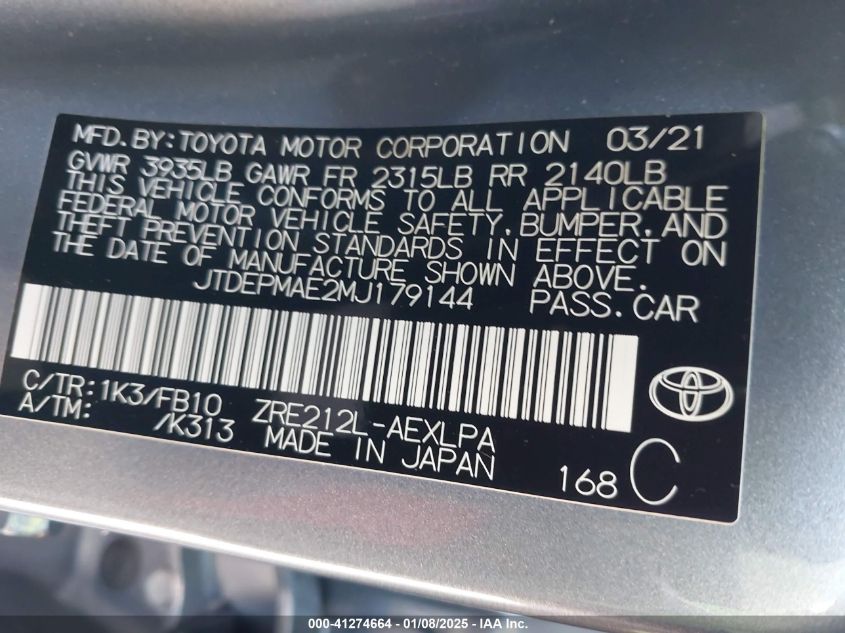 MFD.BY:TOYOTA MOTOR CORPORATION 03/21
GVWR 3935LB GAWR FR 2315LB RR 2140LB
THIS VEHICLE CONFORMS TO ALL APPLICABLE
FEDERAL MOTOR VEHICLE SAFETY,BUMPER,AND
THEFT PREVENTION STANDARDS IN EFFECT ON
THE DATE OF MANUFACTURE SHOWN ABOVE.
JTDEPMAE2MJ179144 PASS.CAR
C/TR:1K3/FB10 ZRE212L-AEXLPA
A/TM: /K313 MADE IN JAPAN
168 C
000-41274664 - 01/08/2025 - IAA Inc.